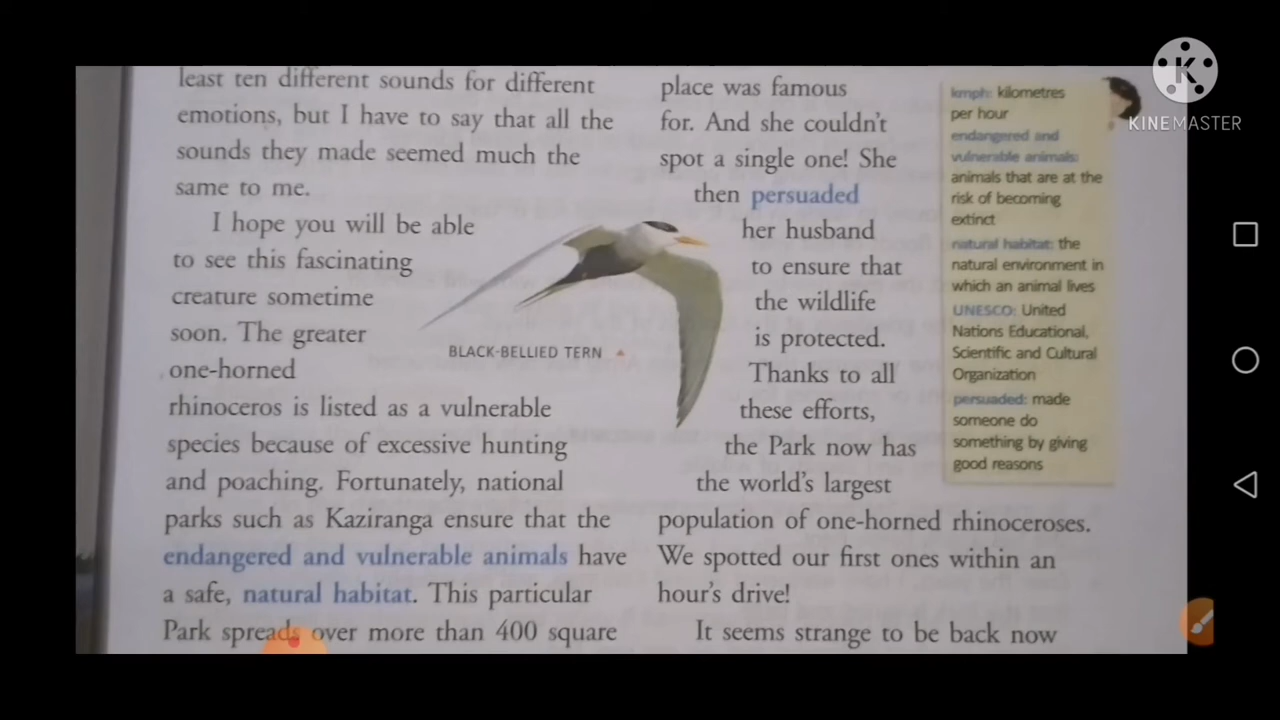 least ten different sounds for different
emotions, but I have to say that all the
sounds they made seemed much the
same to me.
I hope you will be able
to see this fascinating
creature sometime
soon. The greater
one-horned
rhinoceros is listed as a vulnerable
species because of excessive hunting
and poaching. Fortunately, national
parks such as Kaziranga ensure that the
endangered and vulnerable animals have
a safe, natural habitat. This particular
Park spreads over more than 400 square
BLACK-BELLIED TERN
place was famous
for. And she couldn't
spot a single one! She
then persuaded
her husband
to ensure that
the wildlife
is protected.
Thanks to all
these efforts,
the Park now has
the world's largest
population of one-horned rhinoceroses.
We spotted our first ones within an
hour's drive!
It seems strange to be back now
kmph: kilometres
per hour
endangered and
vulnerable animals:
animals that are at the
risk of becoming
extinct
natural habitat: the
natural environment in
which an animal lives
UNESCO: United
Nations Educational,
Scientific and Cultural
Organization
persuaded: made
someone do
something by giving
good reasons
K
KINEMASTER